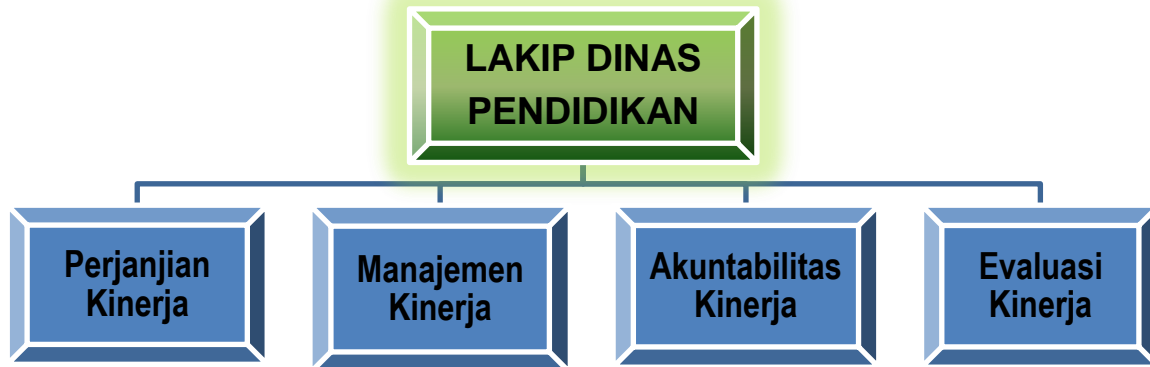 LAKIP DINAS
PENDIDIKAN
Perjanjian
Kinerja
Manajemen
Kinerja
Akuntabilitas
Kinerja
Evaluasi
Kinerja